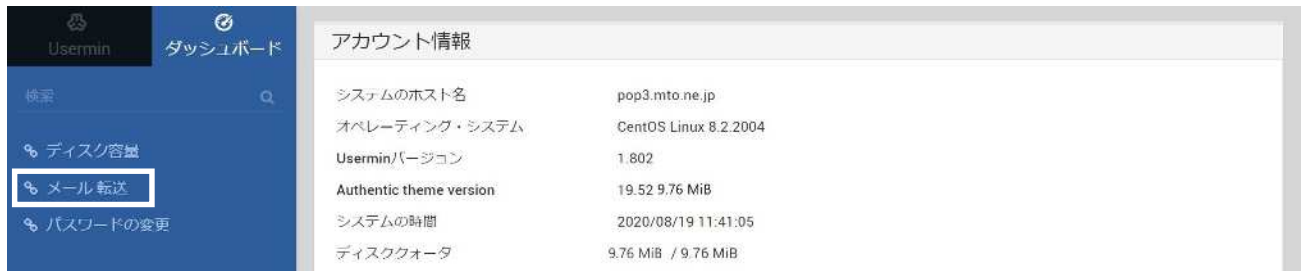 Usermin
ダッシュボード
検索
ディスク容量
メール 転送
パスワードの変更
アカウント情報
システムのホスト名 pop3.mto.ne.jp
オペレーティング・システム CentOS Linux 8.2.2004
Userminバージョン 1.802
Authentic theme version 19.52 9.76 MiB
システムの時間 2020/08/19 11:41:05
ディスククォータ 9.76 MiB / 9.76 MiB